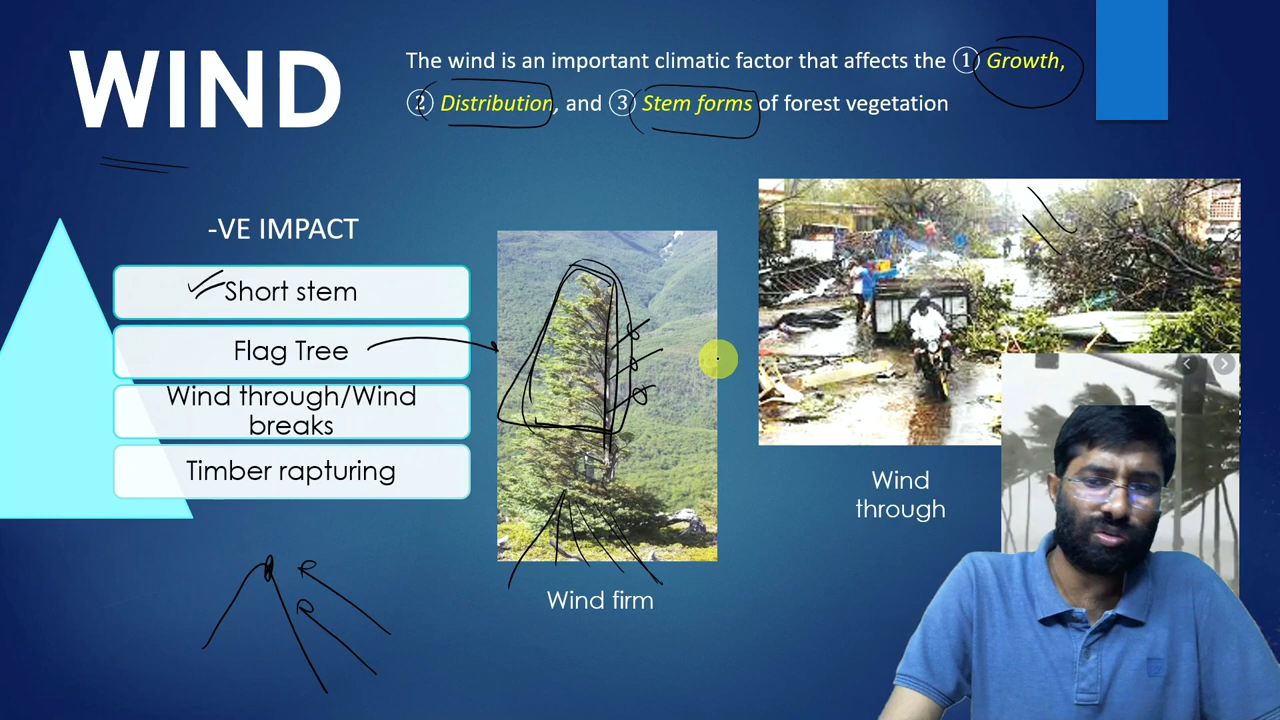 WIND
The wind is an important climatic factor that affects the ① Growth,
② Distribution, and ③ Stem forms of forest vegetation
-VE IMPACT
Short stem
Flag Tree
Wind through/Wind
breaks
Timber rapturing
Wind firm
Wind
through